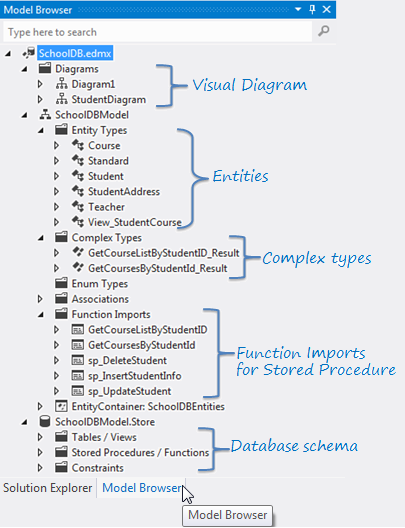 Model Browser
Type here to search
SchoolDB.edmx
Diagrams
Diagram1
StudentDiagram
Visual Diagram
SchoolDBModel
Entity Types
Course
Standard
Student
StudentAddress
Teacher
View_StudentCourse
Entities
Complex Types
GetCourseListByStudentID_Result
GetCoursesByStudentId_Result
Complex types
Enum Types
Associations
Function Imports
GetCourseListByStudentID
GetCoursesByStudentId
sp_DeleteStudent
sp_InsertStudentInfo
sp_UpdateStudent
Function Imports
for Stored Procedure
EntityContainer: SchoolDBEntities
SchoolDBModel.Store
Tables / Views
Stored Procedures / Functions
Constraints
Database schema
Solution Explorer Model Browser
Model Browser